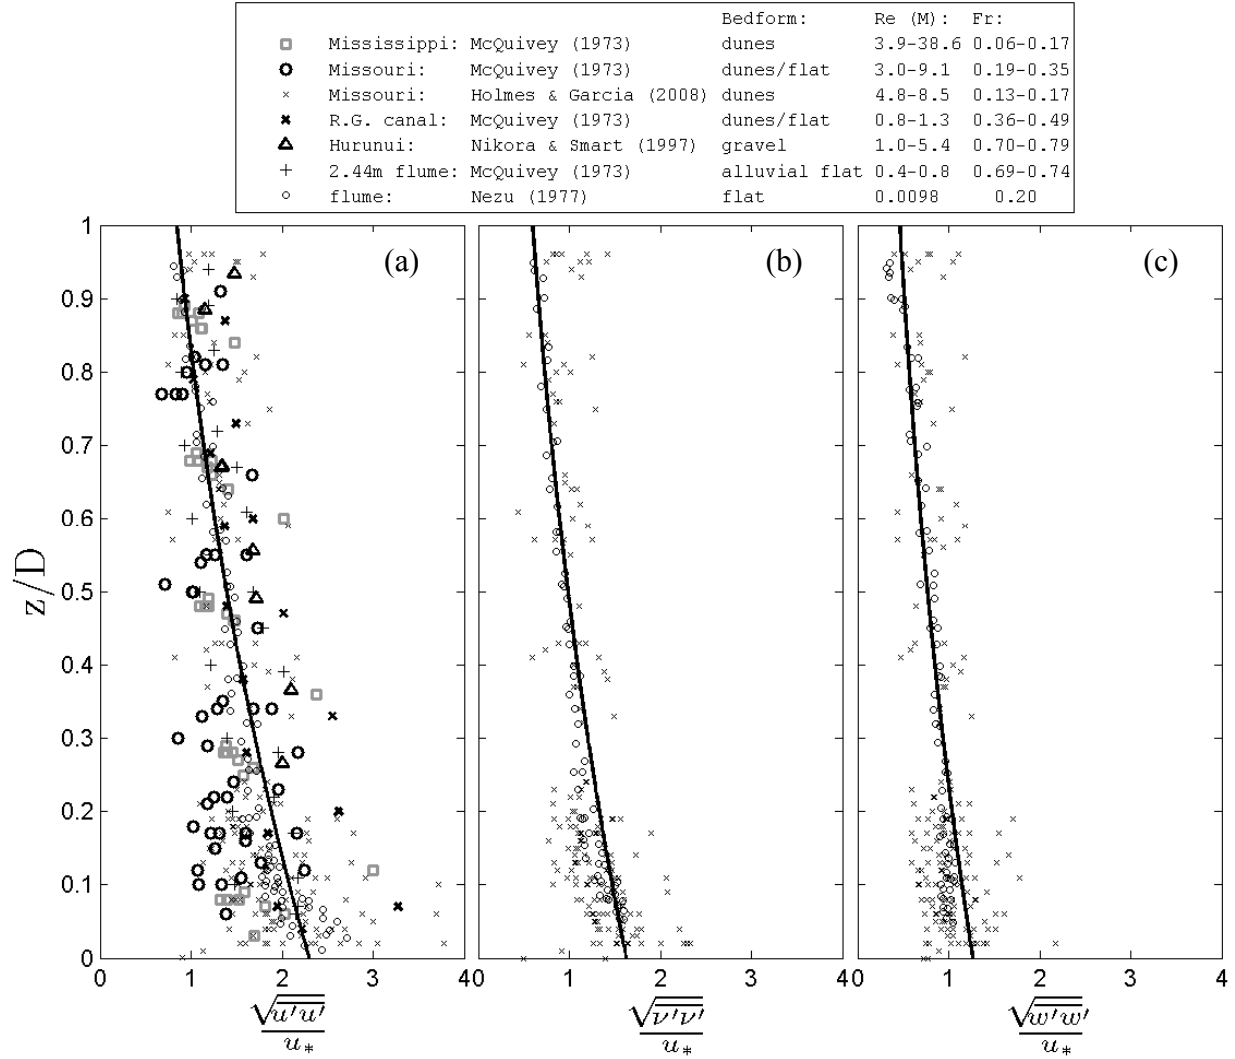 Bedform: Re (M): Fr:
Mississippi: McQuivey (1973) dunes 3.9-38.6 0.06-0.17
Missouri: McQuivey (1973) dunes/flat 3.0-9.1 0.19-0.35
Missouri: Holmes & Garcia (2008) dunes 4.8-8.5 0.13-0.17
R.G. canal: McQuivey (1973) dunes/flat 0.8-1.3 0.36-0.49
Hurunui: Nikora & Smart (1997) gravel 1.0-5.4 0.70-0.79
2.44m flume: McQuivey (1973) alluvial flat 0.4-0.8 0.69-0.74
flume: Nezu (1977) flat 0.0098 0.20
(a) (b) (c)
z/D
1
0.9
0.8
0.7
0.6
0.5
0.4
0.3
0.2
0.1
0
0 1 2 3 4 0 1 2 3 4 0 1 2 3 4
√u'u' √ν'ν' √w'w'
u* u* u*